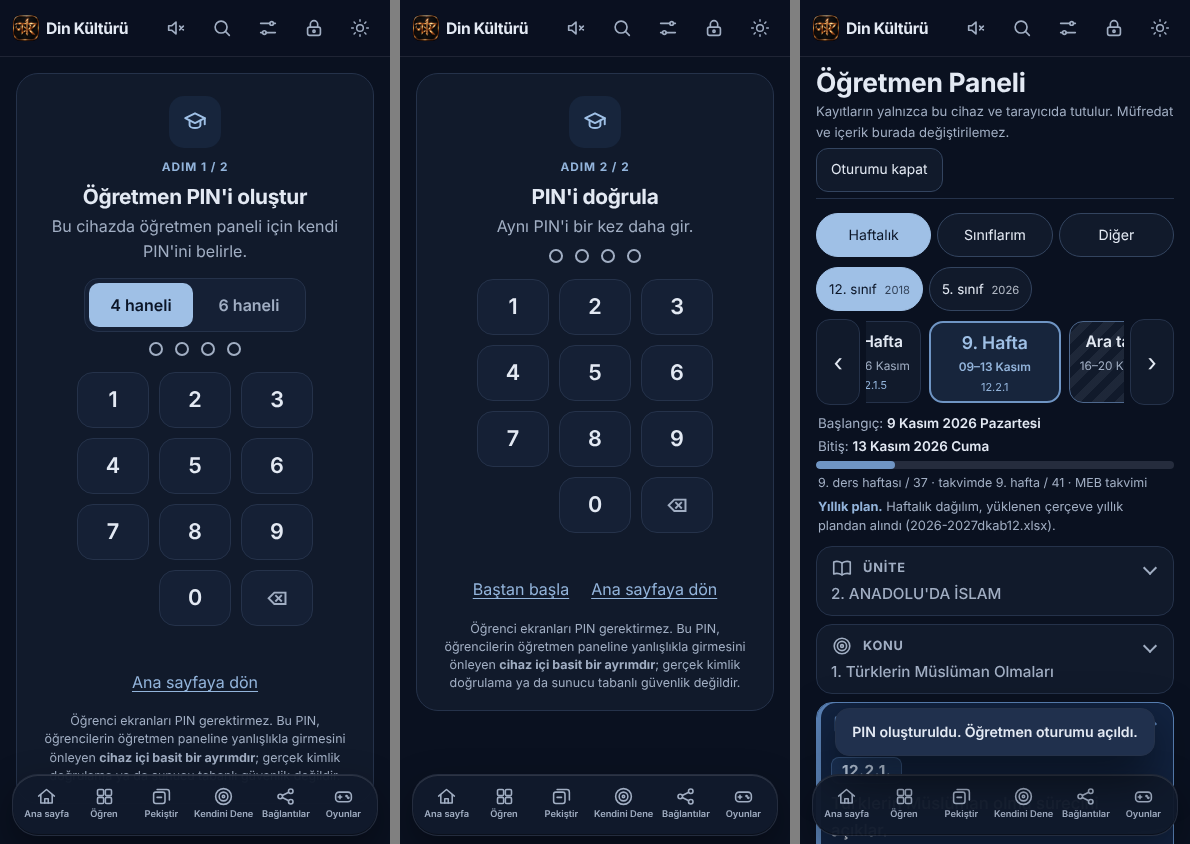 Din Kültürü
ADIM 1 / 2
Öğretmen PIN'i oluştur
Bu cihazda öğretmen paneli için kendi
PIN'ini belirle.
4 haneli 6 haneli
1 2 3
4 5 6
7 8 9
0
Ana sayfaya dön
Öğrenci ekranları PIN gerektirmez. Bu PIN,
öğrencilerin öğretmen paneline yanlışlıkla girmesini
önleyen cihaz içi basit bir ayrımdır; gerçek kimlik
doğrulama ya da sunucu tabanlı güvenlik değildir.
Ana sayfa Öğren Pekiştir Kendini Dene Bağlantılar Oyunlar
Din Kültürü
ADIM 2 / 2
PIN'i doğrula
Aynı PIN'i bir kez daha gir.
1 2 3
4 5 6
7 8 9
0
Baştan başla Ana sayfaya dön
Öğrenci ekranları PIN gerektirmez. Bu PIN,
öğrencilerin öğretmen paneline yanlışlıkla girmesini
önleyen cihaz içi basit bir ayrımdır; gerçek kimlik
doğrulama ya da sunucu tabanlı güvenlik değildir.
Ana sayfa Öğren Pekiştir Kendini Dene Bağlantılar Oyunlar
Din Kültürü
Öğretmen Paneli
Kayıtların yalnızca bu cihaz ve tarayıcıda tutulur. Müfredat
ve içerik burada değiştirilemez.
Oturumu kapat
Haftalık Sınıflarım Diğer
12. sınıf 2018 5. sınıf 2026
Hafta 9. Hafta Ara
6 Kasım 09–13 Kasım 16–20 K
2.1.5 12.2.1
Başlangıç: 9 Kasım 2026 Pazartesi
Bitiş: 13 Kasım 2026 Cuma
9. ders haftası / 37 · takvimde 9. hafta / 41 · MEB takvimi
Yıllık plan. Haftalık dağılım, yüklenen çerçeve yıllık
plandan alındı (2026-2027dkab12.xlsx).
ÜNİTE
2. ANADOLU'DA İSLAM
KONU
1. Türklerin Müslüman Olmaları
PIN oluşturuldu. Öğretmen oturumu açıldı.
12.2.1.
Ana sayfa Öğren Pekiştir Kendini Dene Bağlantılar Oyunlar